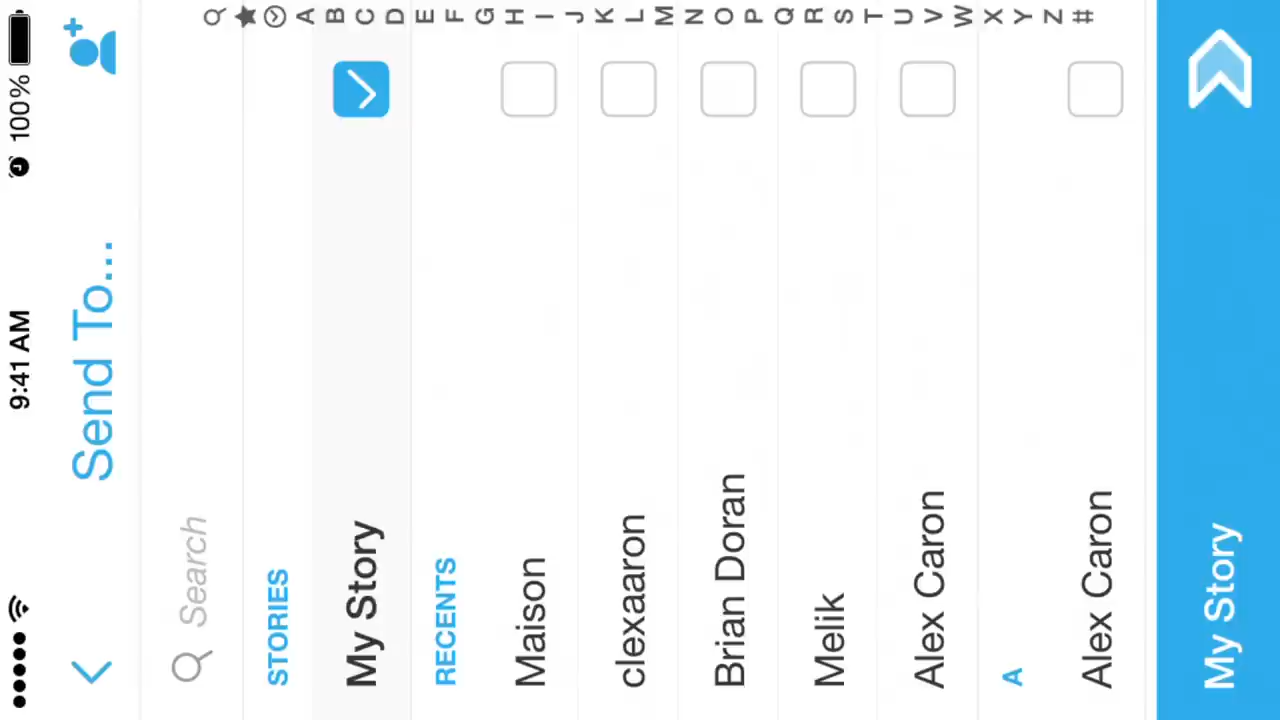 9:41 AM
100%
Send To...
Search
STORIES
My Story
RECENTS
Maison
clexaaron
Brian Doran
Melik
Alex Caron
A
Alex Caron
My Story
A
B
C
D
E
F
G
H
I
J
K
L
M
N
O
P
Q
R
S
T
U
V
W
X
Y
Z
#